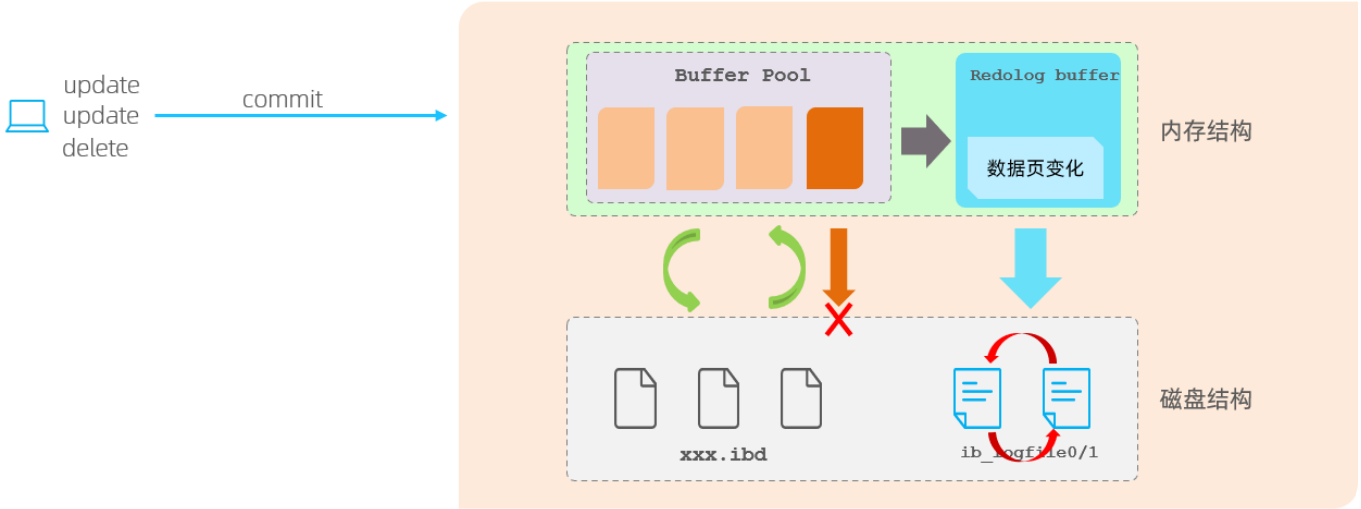 update
update
delete
commit
Buffer Pool
Redolog buffer
数据页变化
内存结构
xxx.ibd
ib_logfile0/1
磁盘结构